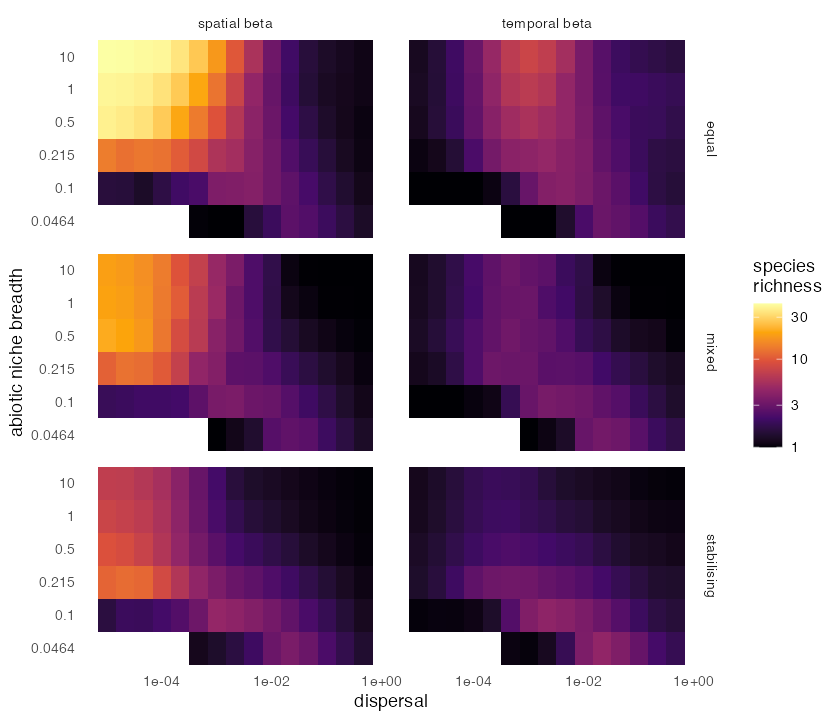 spatial beta
temporal beta
10
1
0.5
0.215
0.1
0.0464
equal
10
1
0.5
0.215
0.1
0.0464
mixed
10
1
0.5
0.215
0.1
0.0464
stabilising
abiotic niche breadth
1e-04
1e-02
1e+00
1e-04
1e-02
1e+00
dispersal
species
richness
30
10
3
1